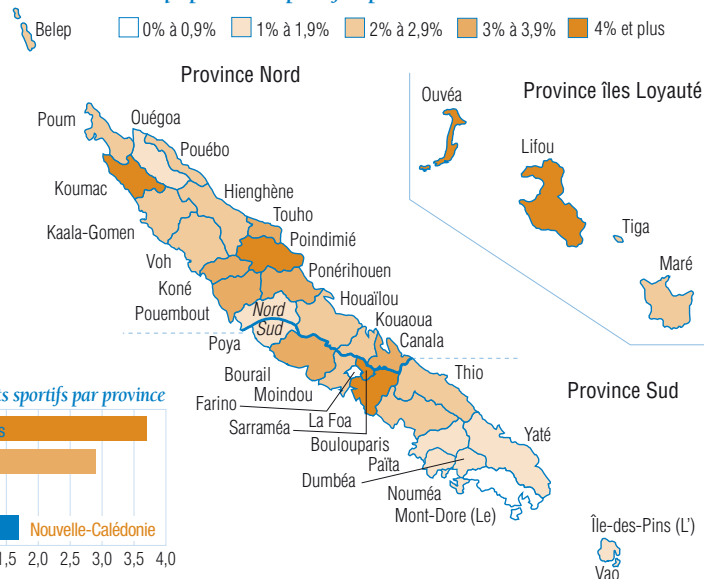 0% à 0,9%
1% à 1,9%
2% à 2,9%
3% à 3,9%
4% et plus
Belep
Province Nord
Province îles Loyauté
Ouvéa
Lifou
Tiga
Maré
Poum
Ouégoa
Pouébo
Koumac
Hienghène
Touho
Kaala-Gomen
Poindimié
Voh
Ponérihouen
Koné
Houaïlou
Pouembout
Nord
Sud
Kouaoua
Poya
Canala
Thio
Bourail
Moindou
Farino
La Foa
Sarraméa
Boulouparis
Province Sud
Païta
Yaté
Dumbéa
Nouméa
Mont-Dore (Le)
Île-des-Pins (L')
Vao
sportifs par province
Nouvelle-Calédonie
1,5 2,0 2,5 3,0 3,5 4,0